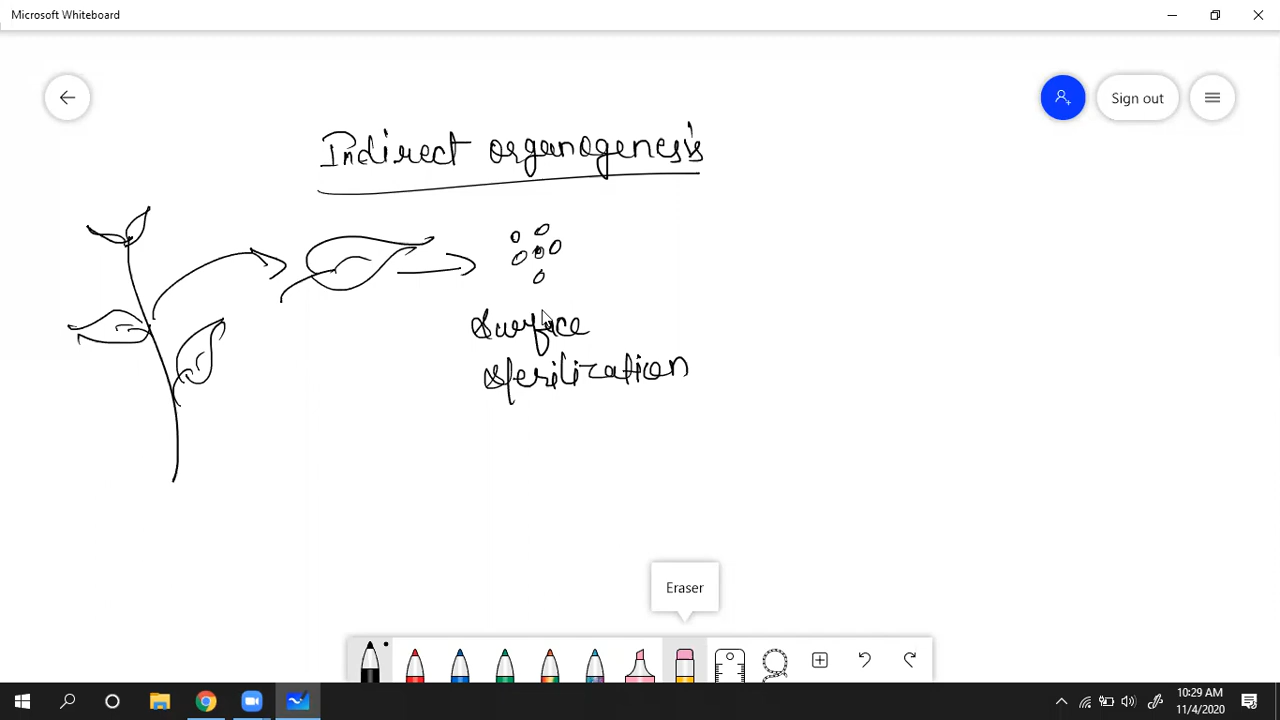 Microsoft Whiteboard
Sign out
Indirect organogenesis
Surface
sterilization
Eraser
10:29 AM
11/4/2020